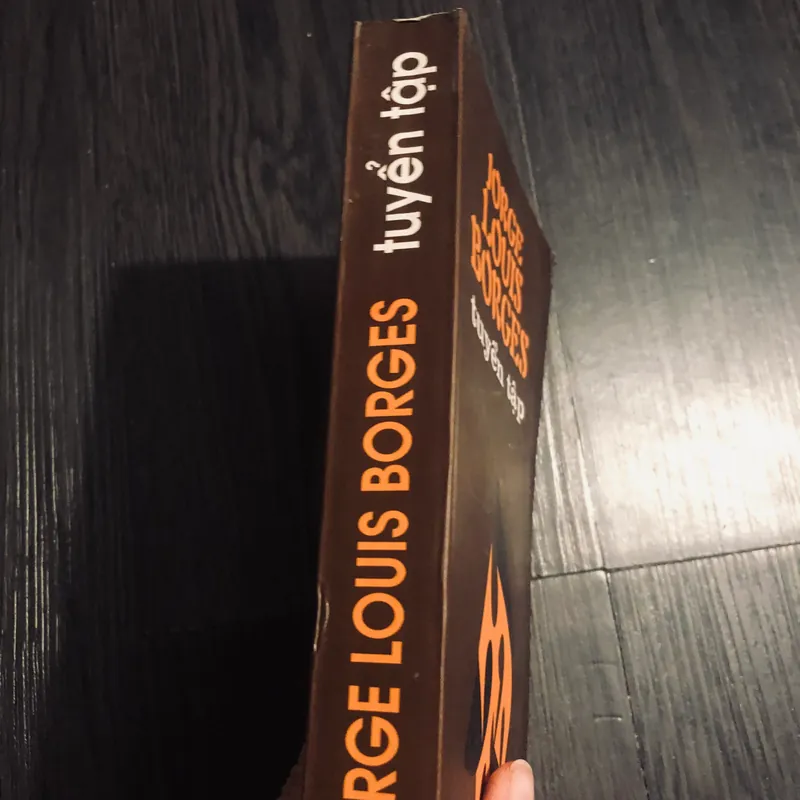 RGE LOUIS BORGES tuyển tập
JORGE
LOUIS
BORGES
tuyển tập